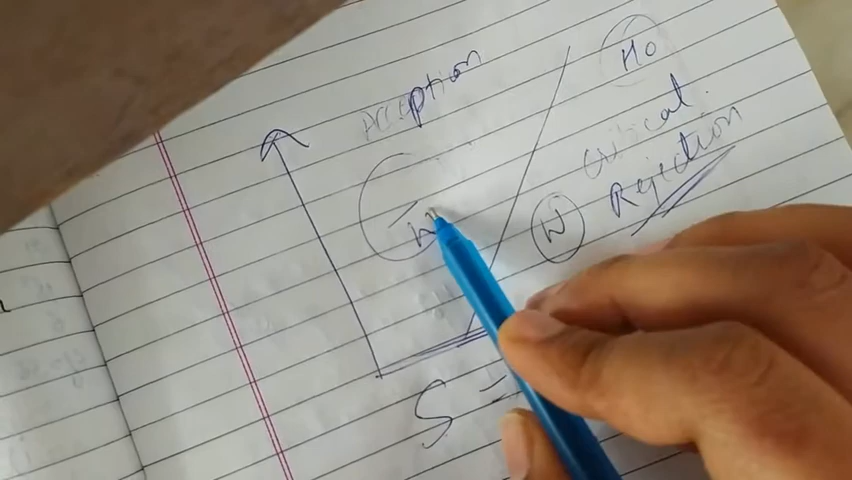 Acception
Ho
critical
Rejection
W̅
W
S =